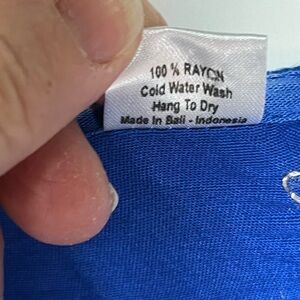 100 % RAYON
Cold Water Wash
Hang To Dry
Made In Bali - Indonesia